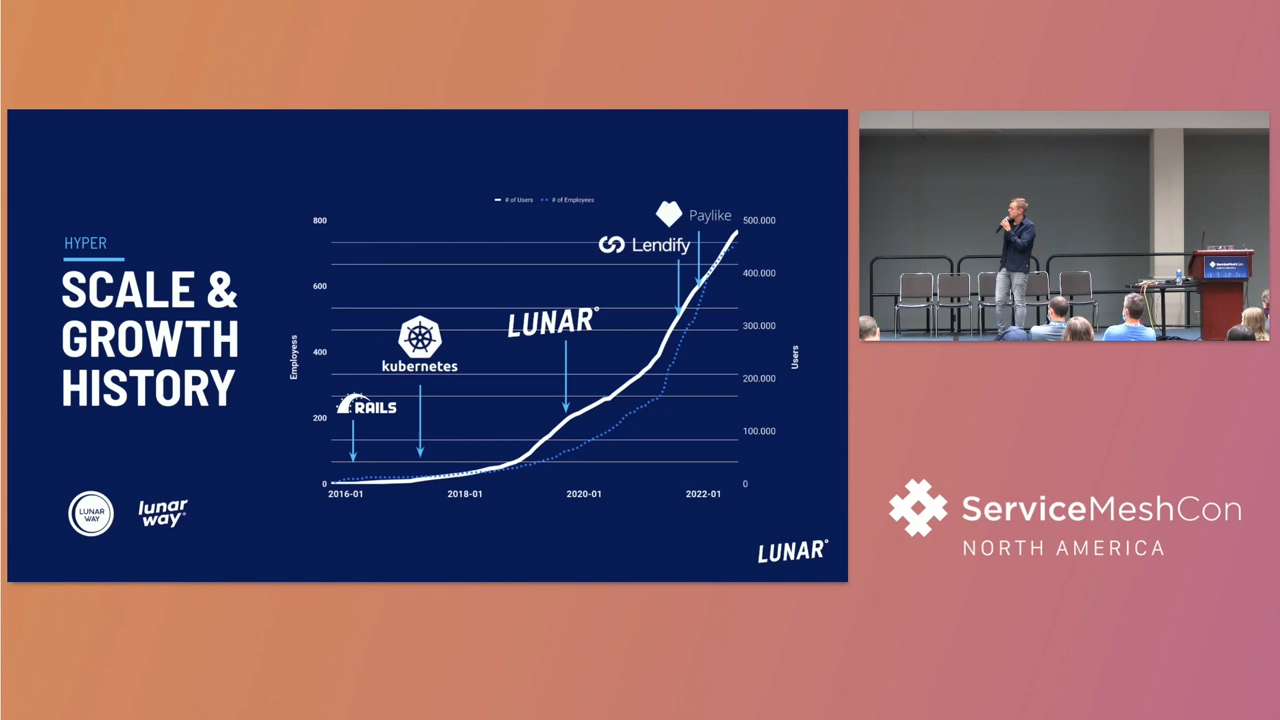 HYPER
SCALE &
GROWTH
HISTORY
LUNAR
WAY
lunar
way
# of Users
# of Employees
Employess
800
600
400
200
0
RAILS
kubernetes
LUNAR°
Lendify
Paylike
500.000
400.000
300.000
200.000
100.000
0
Users
2016-01
2018-01
2020-01
2022-01
LUNAR°
ServiceMeshCon
ServiceMeshCon
NORTH AMERICA